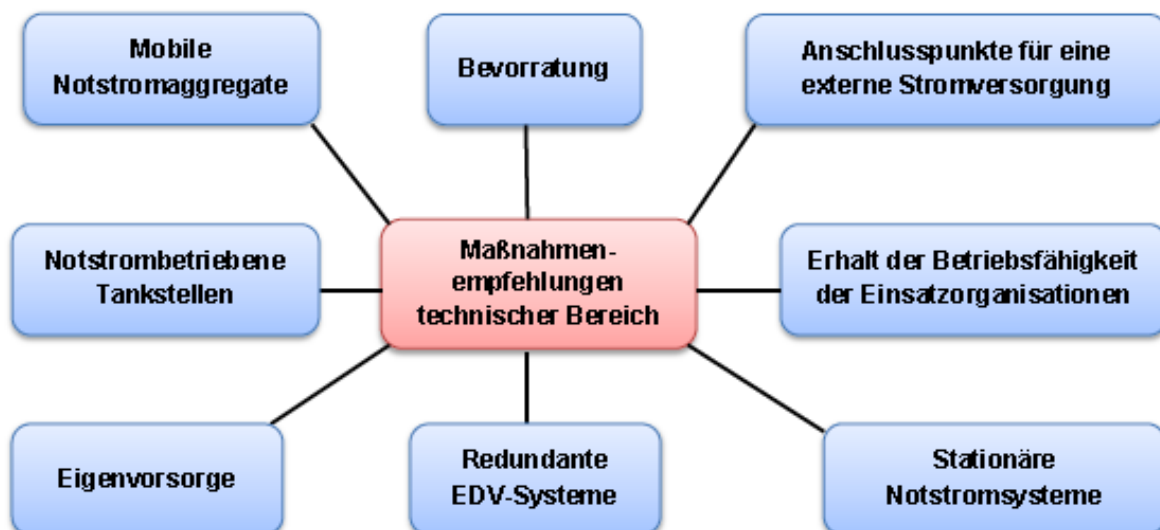 Mobile
Notstromaggregate
Bevorratung
Anschlusspunkte für eine
externe Stromversorgung
Notstrombetriebene
Tankstellen
Maßnahmen-
empfehlungen
technischer Bereich
Erhalt der Betriebsfähigkeit
der Einsatzorganisationen
Eigenvorsorge
Redundante
EDV-Systeme
Stationäre
Notstromsysteme